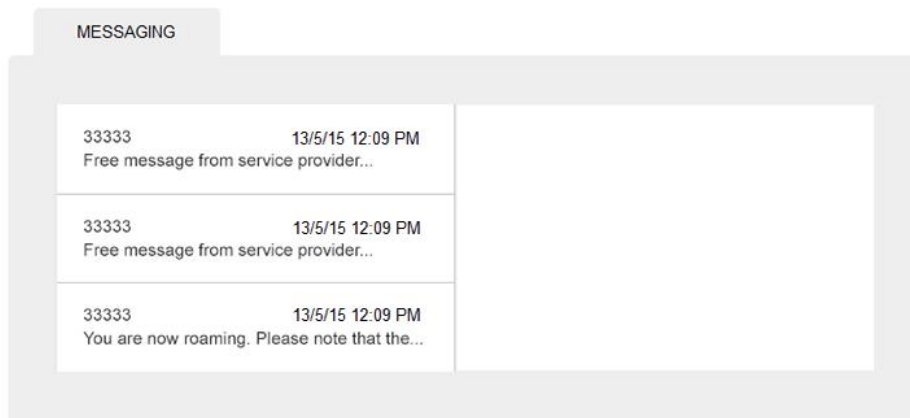 MESSAGING
33333 13/5/15 12:09 PM
Free message from service provider...
33333 13/5/15 12:09 PM
Free message from service provider...
33333 13/5/15 12:09 PM
You are now roaming. Please note that the...